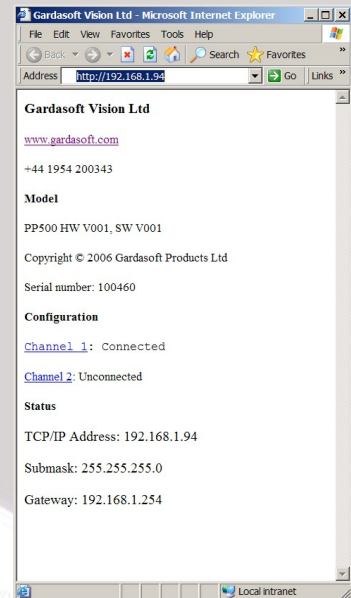 Gardasoft Vision Ltd - Microsoft Internet Explorer
File Edit View Favorites Tools Help
Back Search Favorites »
Address http://192.168.1.94 Go Links »
Gardasoft Vision Ltd
www.gardasoft.com
+44 1954 200343
Model
PP500 HW V001, SW V001
Copyright © 2006 Gardasoft Products Ltd
Serial number: 100460
Configuration
Channel 1: Connected
Channel 2: Unconnected
Status
TCP/IP Address: 192.168.1.94
Submask: 255.255.255.0
Gateway: 192.168.1.254
Local intranet